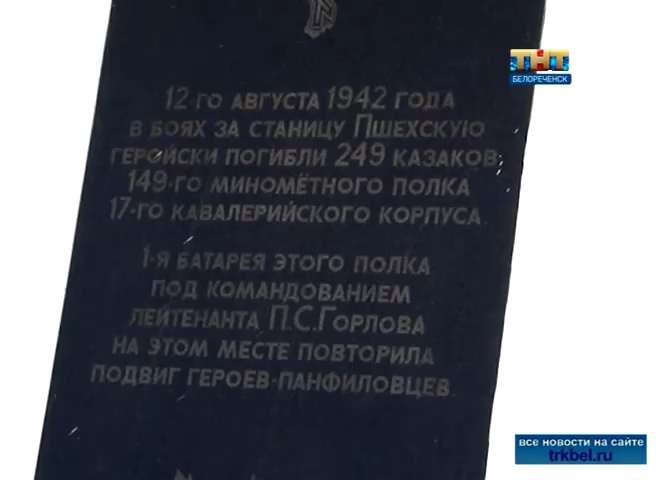 ТНТ
БЕЛОРЕЧЕНСК
12-го августа 1942 года
в боях за станицу Пшехскую
геройски погибли 249 казаков
149-го миномётного полка
17-го кавалерийского корпуса.
1-я батарея этого полка
под командованием
лейтенанта П.С.Горлова
на этом месте повторила
подвиг героев-панфиловцев.
все новости на сайте
trkbel.ru